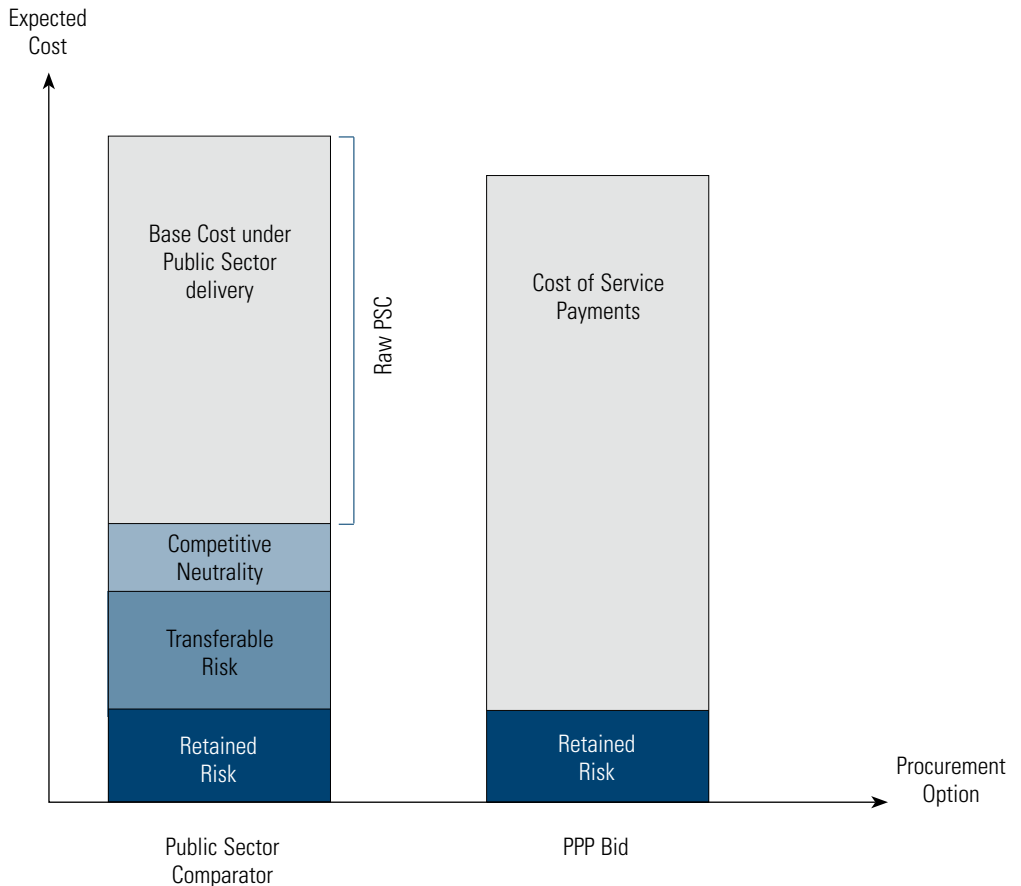 Expected
Cost
Base Cost under
Public Sector
delivery
Raw PSC
Cost of Service
Payments
Competitive
Neutrality
Transferable
Risk
Retained
Risk
Retained
Risk
Procurement
Option
Public Sector
Comparator
PPP Bid